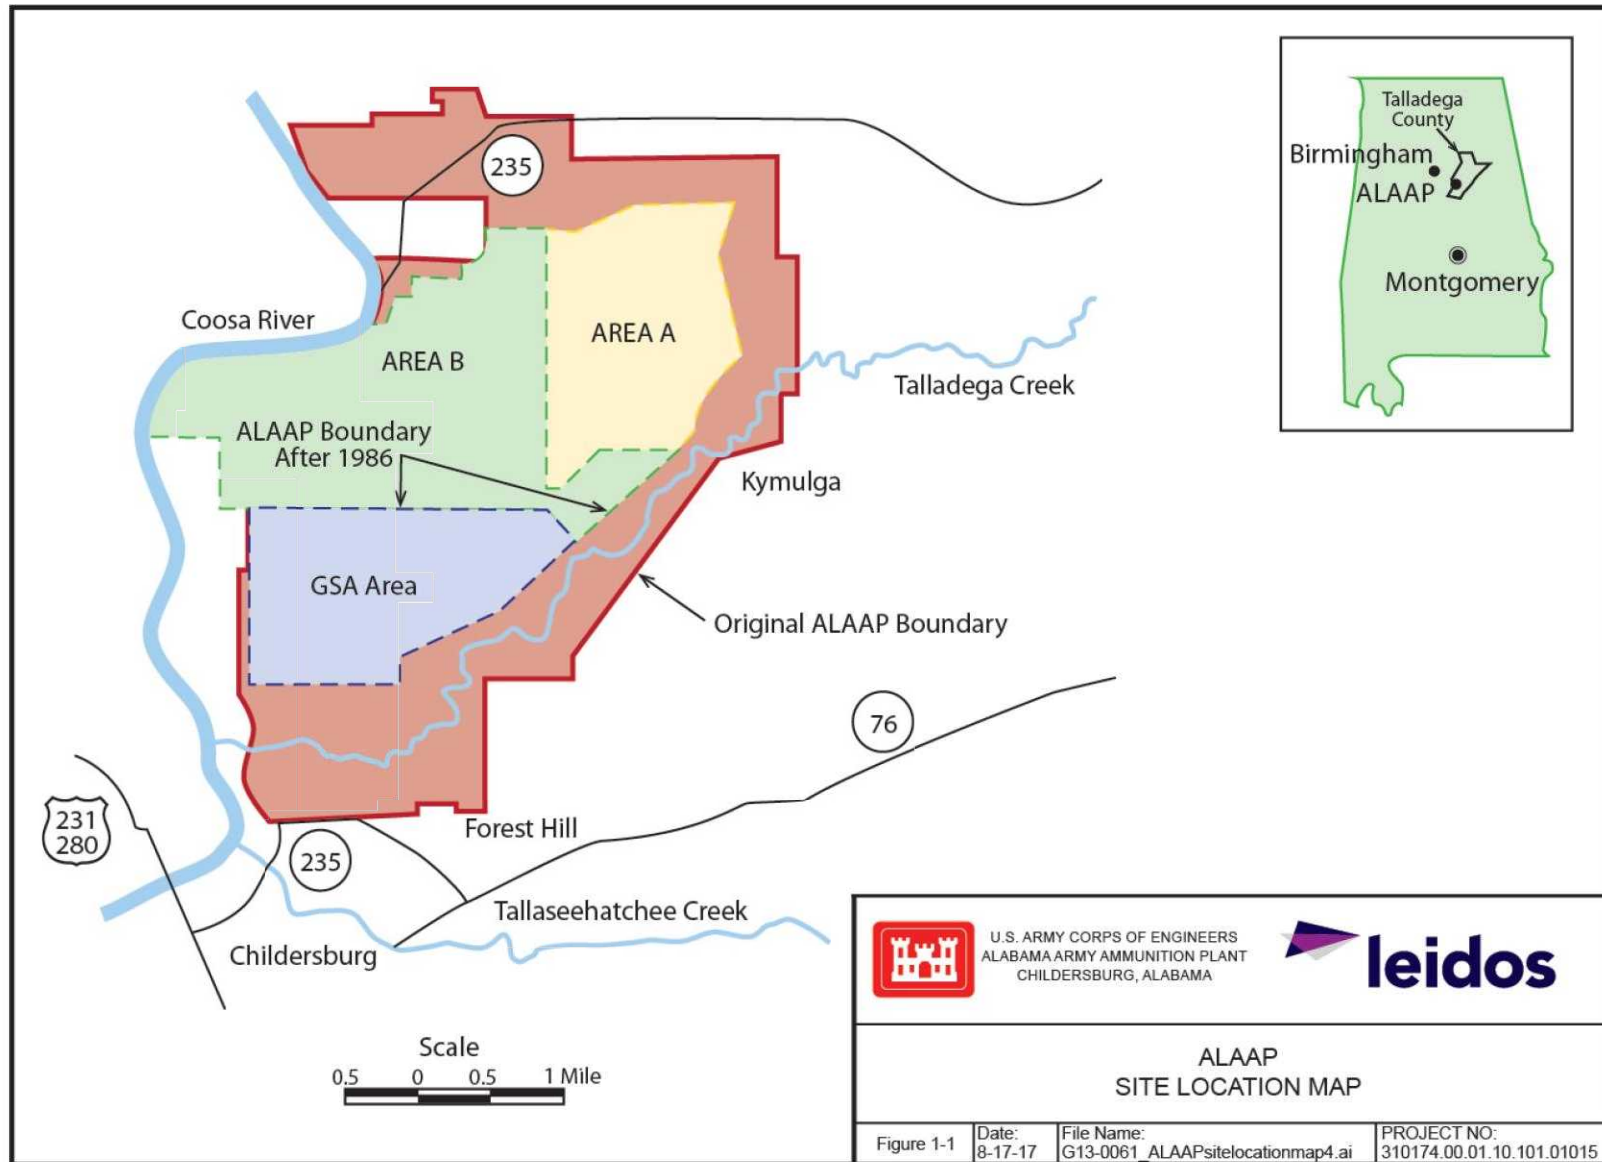 235
Coosa River
AREA B
AREA A
Talladega Creek
ALAAP Boundary
After 1986
Kymulga
GSA Area
Original ALAAP Boundary
76
231
280
Forest Hill
235
Tallaseehatchee Creek
Childersburg
Scale
0.5 0 0.5 1 Mile
Talladega
County
Birmingham
ALAAP
Montgomery
U.S. ARMY CORPS OF ENGINEERS
ALABAMA ARMY AMMUNITION PLANT
CHILDERSBURG, ALABAMA
leidos
ALAAP
SITE LOCATION MAP
Figure 1-1
Date:
8-17-17
File Name:
G13-0061_ALAAPsitelocationmap4.ai
PROJECT NO:
310174.00.01.10.101.01015